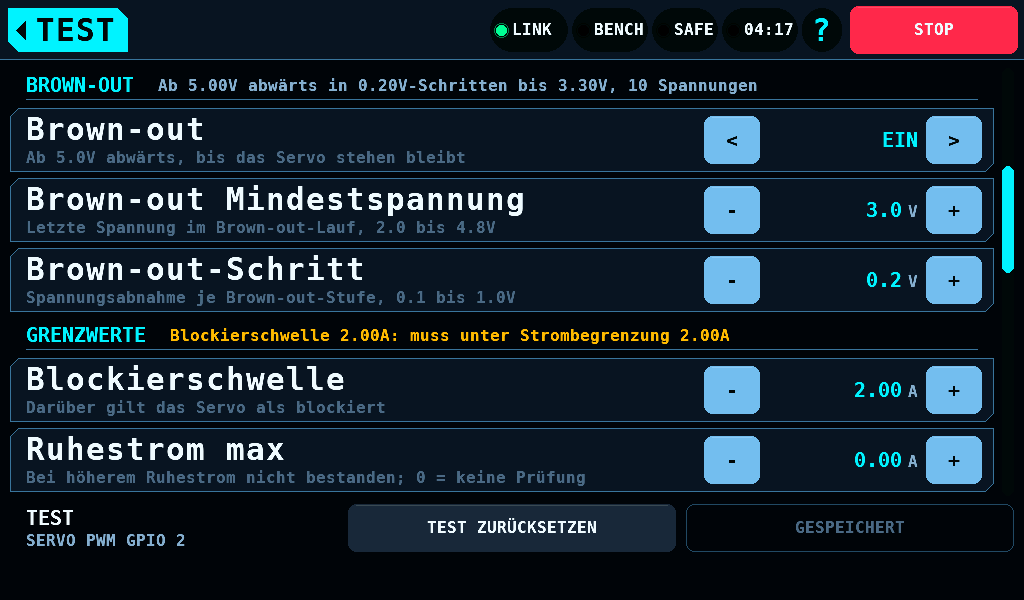 TEST
LINK
BENCH
SAFE
04:17
?
STOP
BROWN-OUT Ab 5.00V abwärts in 0.20V-Schritten bis 3.30V, 10 Spannungen
Brown-out
Ab 5.0V abwärts, bis das Servo stehen bleibt
< EIN >
Brown-out Mindestspannung
Letzte Spannung im Brown-out-Lauf, 2.0 bis 4.8V
- 3.0 V +
Brown-out-Schritt
Spannungsabnahme je Brown-out-Stufe, 0.1 bis 1.0V
- 0.2 V +
GRENZWERTE Blockierschwelle 2.00A: muss unter Strombegrenzung 2.00A
Blockierschwelle
Darüber gilt das Servo als blockiert
- 2.00 A +
Ruhestrom max
Bei höherem Ruhestrom nicht bestanden; 0 = keine Prüfung
- 0.00 A +
TEST
SERVO PWM GPIO 2
TEST ZURÜCKSETZEN
GESPEICHERT